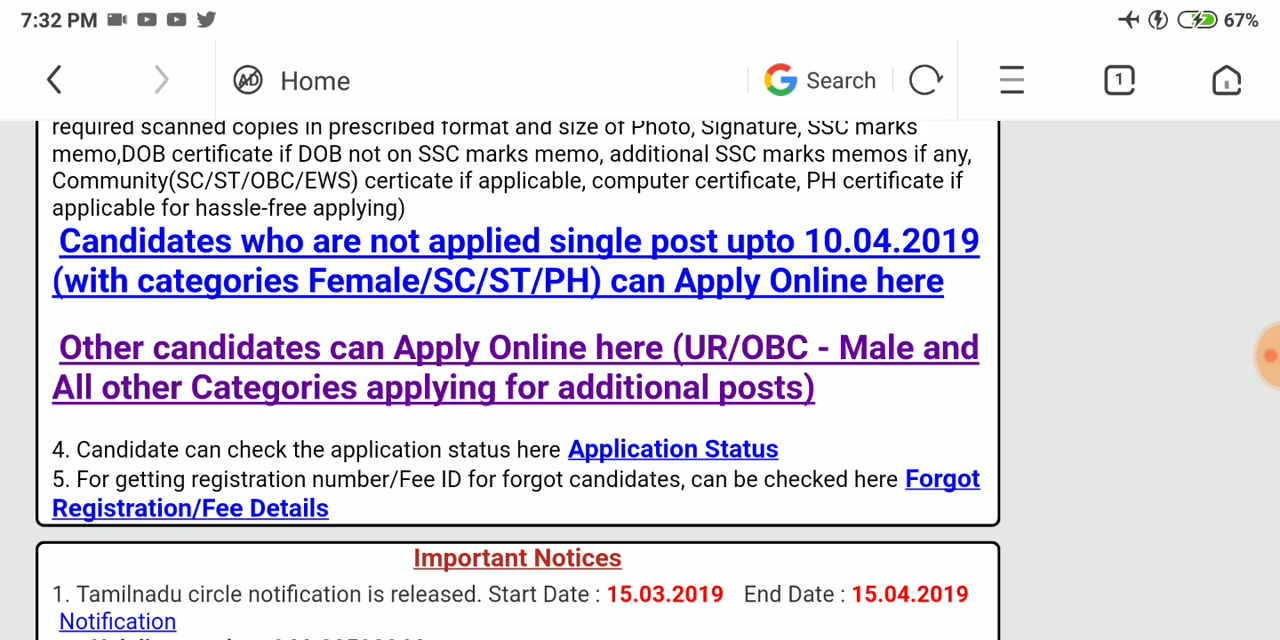 7:32 PM 67%
Home Search 1
required scanned copies in prescribed format and size of Photo, Signature, SSC marks
memo,DOB certificate if DOB not on SSC marks memo, additional SSC marks memos if any,
Community(SC/ST/OBC/EWS) certicate if applicable, computer certificate, PH certificate if
applicable for hassle-free applying)
Candidates who are not applied single post upto 10.04.2019
(with categories Female/SC/ST/PH) can Apply Online here
Other candidates can Apply Online here (UR/OBC - Male and
All other Categories applying for additional posts)
4. Candidate can check the application status here Application Status
5. For getting registration number/Fee ID for forgot candidates, can be checked here Forgot
Registration/Fee Details
Important Notices
1. Tamilnadu circle notification is released. Start Date : 15.03.2019 End Date : 15.04.2019
Notification